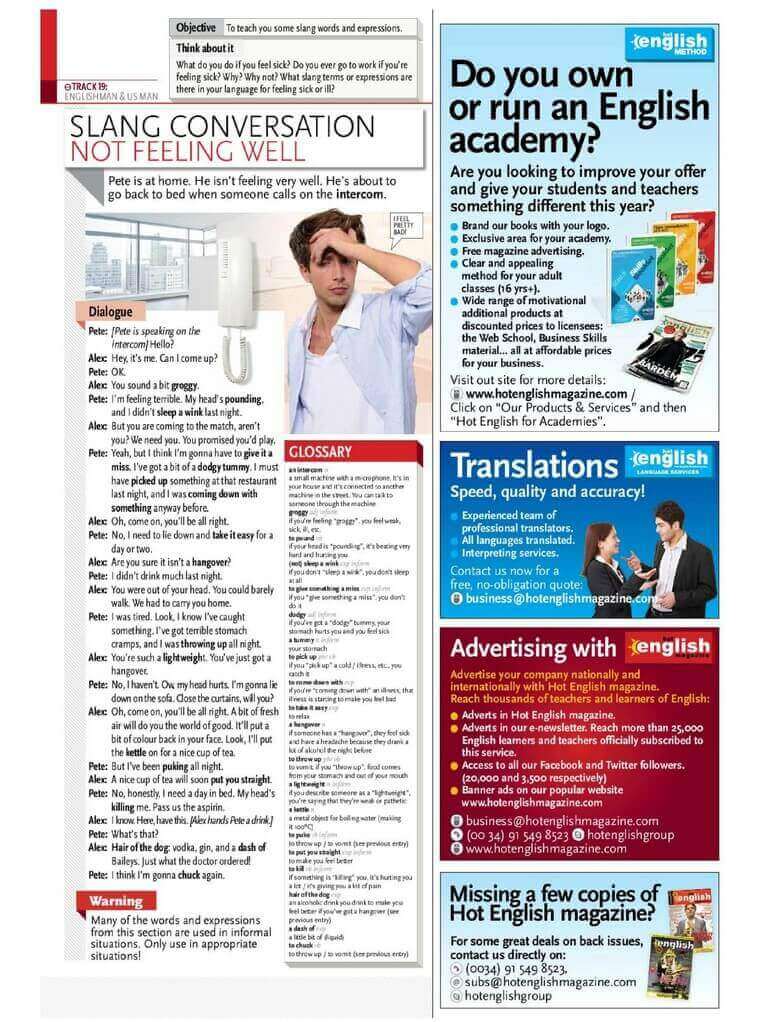 Objective To teach you some slang words and expressions.
Think about it
What do you do if you feel sick? Do you ever go to work if you're
feeling sick? Why? Why not? What slang terms or expressions are
there in your language for feeling sick or ill?
TRACK 19:
ENGLISHMAN & US MAN
SLANG CONVERSATION
NOT FEELING WELL
Pete is at home. He isn't feeling very well. He's about to
go back to bed when someone calls on the intercom.
I FEEL
PRETTY
BAD!
Dialogue
Pete: [Pete is speaking on the
intercom] Hello?
Alex: Hey, it's me. Can I come up?
Pete: OK.
Alex: You sound a bit groggy.
Pete: I'm feeling terrible. My head's pounding,
and I didn't sleep a wink last night.
Alex: But you are coming to the match, aren't
you? We need you. You promised you'd play.
Pete: Yeah, but I think I'm gonna have to give it a
miss. I've got a bit of a dodgy tummy. I must
have picked up something at that restaurant
last night, and I was coming down with
something anyway before.
Alex: Oh, come on, you'll be all right.
Pete: No, I need to lie down and take it easy for a
day or two.
Alex: Are you sure it isn't a hangover?
Pete: I didn't drink much last night.
Alex: You were out of your head. You could barely
walk. We had to carry you home.
Pete: I was tired. Look, I know I've caught
something. I've got terrible stomach
cramps, and I was throwing up all night.
Alex: You're such a lightweight. You've just got a
hangover.
Pete: No, I haven't. Ow, my head hurts. I'm gonna lie
down on the sofa. Close the curtains, will you?
Alex: Oh, come on, you'll be all right. A bit of fresh
air will do you the world of good. It'll put a
bit of colour back in your face. Look, I'll put
the kettle on for a nice cup of tea.
Pete: But I've been puking all night.
Alex: A nice cup of tea will soon put you straight.
Pete: No, honestly, I need a day in bed. My head's
killing me. Pass us the aspirin.
Alex: I know. Here, have this. [Alex hands Pete a drink]
Pete: What's that?
Alex: Hair of the dog: vodka, gin, and a dash of
Baileys. Just what the doctor ordered!
Pete: I think I'm gonna chuck again.
Warning
Many of the words and expressions
from this section are used in informal
situations. Only use in appropriate
situations!
GLOSSARY
an intercom n
a small machine with a microphone. It's in
your house and it's connected to another
machine in the street. You can talk to
someone through the machine
groggy adj inform
if you're feeling "groggy", you feel weak,
sick, ill, etc.
to pound vb
if your head is "pounding", it's beating very
hard and hurting you
(not) sleep a wink exp inform
if you don't "sleep a wink", you don't sleep
at all
to give something a miss exp inform
if you "give something a miss", you don't
do it
dodgy adj inform
if you've got a "dodgy" tummy, your
stomach hurts you and you feel sick
a tummy n inform
your stomach
to pick up phr vb
if you "pick up" a cold / illness, etc., you
catch it
to come down with exp
if you're "coming down with" an illness, that
illness is starting to make you feel bad
to take it easy exp
to relax
a hangover n
if someone has a "hangover", they feel sick
and have a headache because they drank a
lot of alcohol the night before
to throw up phr vb
to vomit. if you "throw up", food comes
from your stomach and out of your mouth
a lightweight n inform
if you describe someone as a "lightweight",
you're saying that they're weak or pathetic
a kettle n
a metal object for boiling water (making
it 100ºC)
to puke vb inform
to throw up / to vomit (see previous entry)
to put you straight exp inform
to make you feel better
to kill vb inform
if something is "killing" you, it's hurting you
a lot / it's giving you a lot of pain
hair of the dog exp
an alcoholic drink you drink to make you
feel better if you've got a hangover (see
previous entry)
a dash of exp
a little bit of (liquid)
to chuck vb
to throw up / to vomit (see previous entry)
hot english
METHOD
Do you own
or run an English
academy?
Are you looking to improve your offer
and give your students and teachers
something different this year?
Brand our books with your logo.
Exclusive area for your academy.
Free magazine advertising.
Clear and appealing
method for your adult
classes (16 yrs+).
Wide range of motivational
additional products at
discounted prices to licensees:
the Web School, Business Skills
material... all at affordable prices
for your business.
english
HARDEM
Visit out site for more details:
www.hotenglishmagazine.com /
Click on "Our Products & Services" and then
"Hot English for Academies".
Translations
hot english
LANGUAGE SERVICES
Speed, quality and accuracy!
Experienced team of
professional translators.
All languages translated.
Interpreting services.
Contact us now for a
free, no-obligation quote:
business@hotenglishmagazine.com
Advertising with
hot english
magazine
Advertise your company nationally and
internationally with Hot English magazine.
Reach thousands of teachers and learners of English:
Adverts in Hot English magazine.
Adverts in our e-newsletter. Reach more than 25,000
English learners and teachers officially subscribed to
this service.
Access to all our Facebook and Twitter followers.
(20,000 and 3,500 respectively)
Banner ads on our popular website
www.hotenglishmagazine.com
business@hotenglishmagazine.com
(00 34) 91 549 8523 hotenglishgroup
www.hotenglishmagazine.com
Missing a few copies of
Hot English magazine?
For some great deals on back issues,
contact us directly on:
(0034) 91 549 8523,
subs@hotenglishmagazine.com
hotenglishgroup
english
english